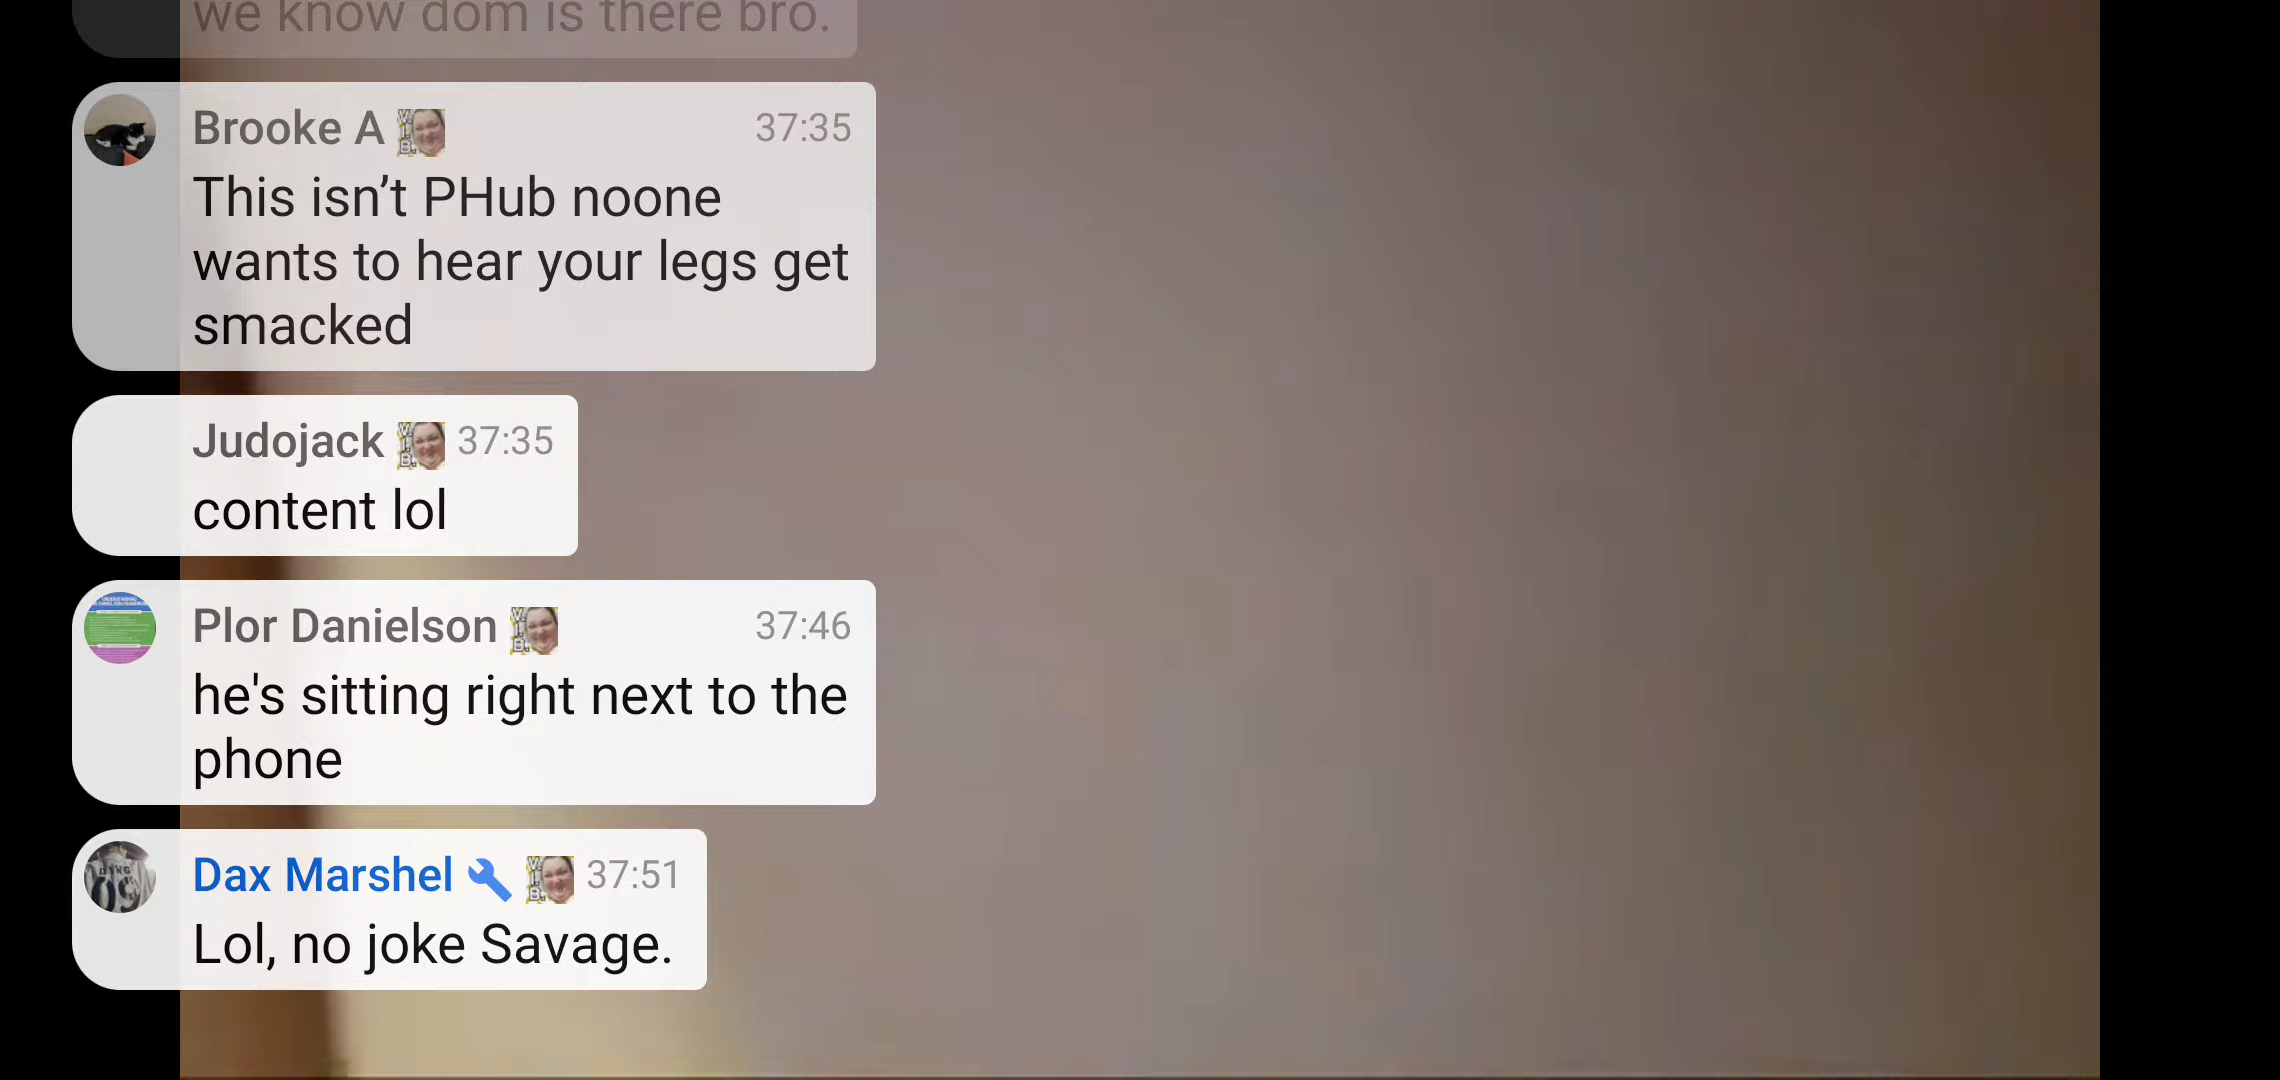 we know dom is there bro.
Brooke A 37:35
This isn’t PHub noone
wants to hear your legs get
smacked
Judojack 37:35
content lol
Plor Danielson 37:46
he's sitting right next to the
phone
Dax Marshel 37:51
Lol, no joke Savage.